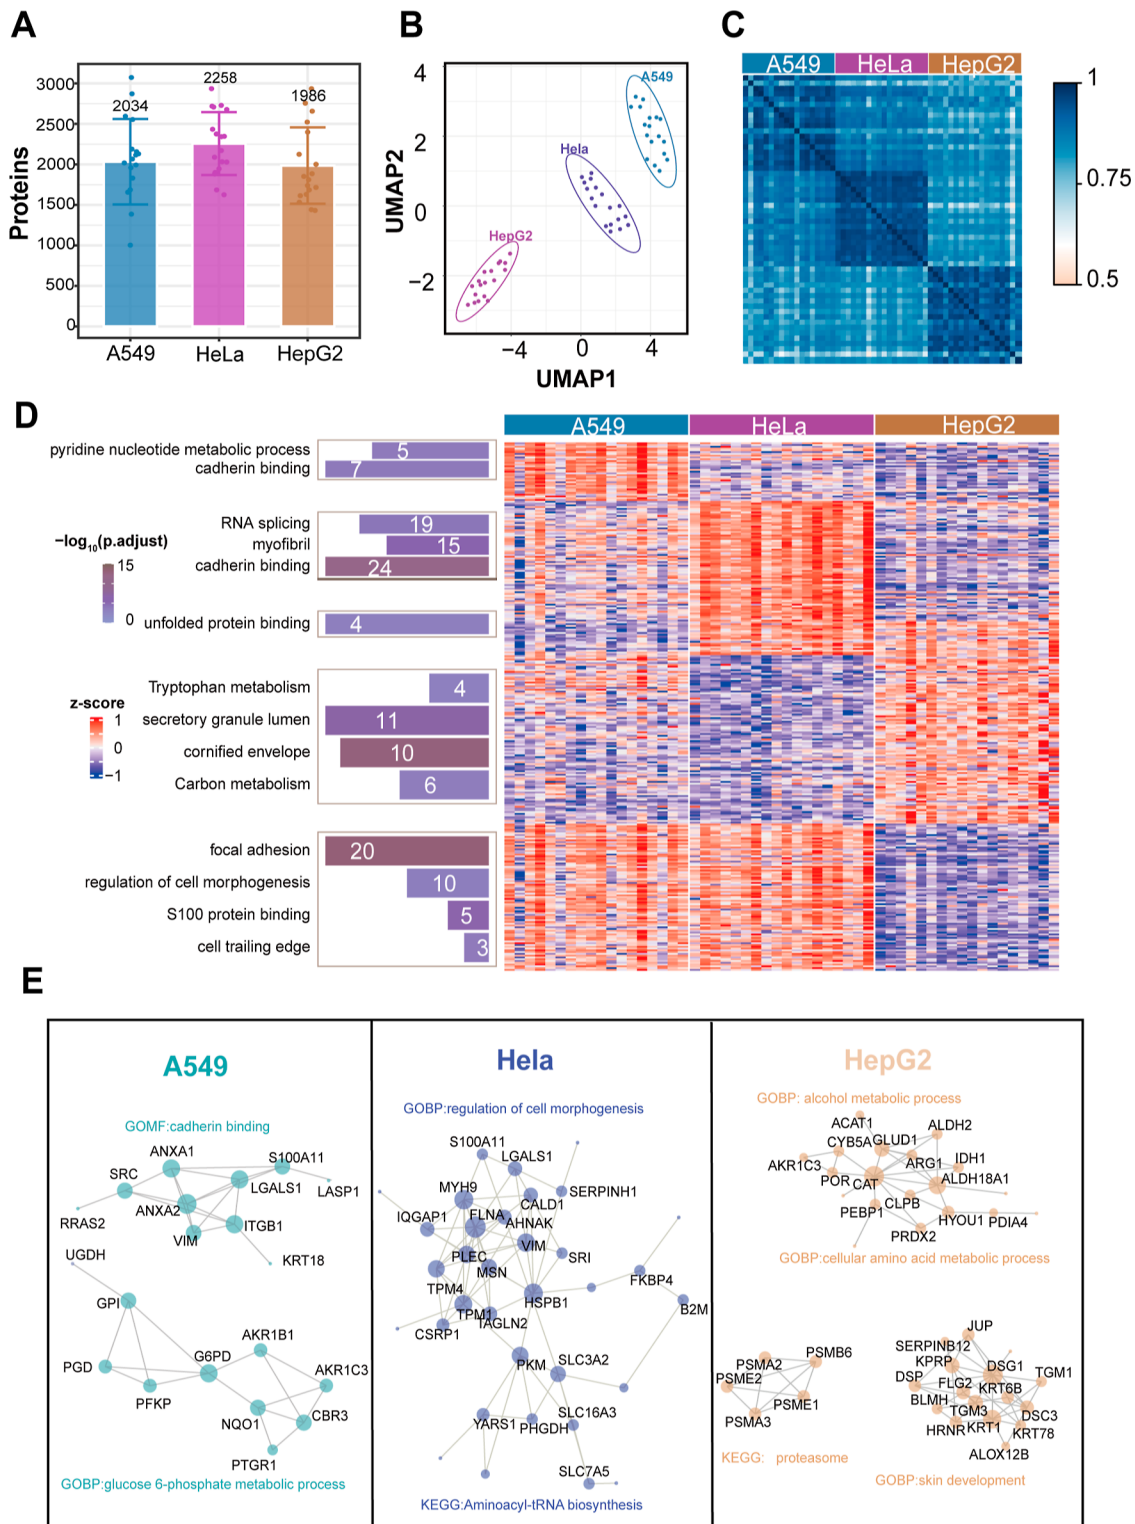 A
Proteins
3000
2500
2000
1500
1000
500
0
2034
2258
1986
A549
HeLa
HepG2
B
UMAP2
4
2
0
−2
A549
Hela
HepG2
−4
0
4
UMAP1
C
A549
HeLa
HepG2
1
0.75
0.5
D
A549
HeLa
HepG2
pyridine nucleotide metabolic process
5
cadherin binding
7
RNA splicing
19
myofibril
15
cadherin binding
24
−log10(p.adjust)
15
0
unfolded protein binding
4
Tryptophan metabolism
4
secretory granule lumen
11
cornified envelope
10
Carbon metabolism
6
z-score
1
0
−1
focal adhesion
20
regulation of cell morphogenesis
10
S100 protein binding
5
cell trailing edge
3
E
A549
GOMF:cadherin binding
ANXA1
S100A11
SRC
LGALS1
LASP1
ANXA2
RRAS2
ITGB1
VIM
UGDH
KRT18
GPI
AKR1B1
G6PD
PGD
AKR1C3
PFKP
NQO1
CBR3
PTGR1
GOBP:glucose 6-phosphate metabolic process
Hela
GOBP:regulation of cell morphogenesis
S100A11
LGALS1
MYH9
SERPINH1
CALD1
IQGAP1
FLNA
AHNAK
VIM
PLEC
SRI
MSN
FKBP4
TPM4
HSPB1
B2M
TPM1
TAGLN2
CSRP1
PKM
SLC3A2
SLC16A3
YARS1
PHGDH
SLC7A5
KEGG:Aminoacyl-tRNA biosynthesis
HepG2
GOBP: alcohol metabolic process
ACAT1
ALDH2
CYB5A
GLUD1
AKR1C3
ARG1
IDH1
POR
CAT
ALDH18A1
CLPB
PEBP1
HYOU1
PDIA4
PRDX2
GOBP:cellular amino acid metabolic process
PSMB6
PSMA2
PSME2
PSME1
PSMA3
KEGG: proteasome
JUP
SERPINB12
KPRP
DSG1
DSP
TGM1
FLG2
KRT6B
BLMH
TGM3
DSC3
HRNR
KRT1
KRT78
ALOX12B
GOBP:skin development